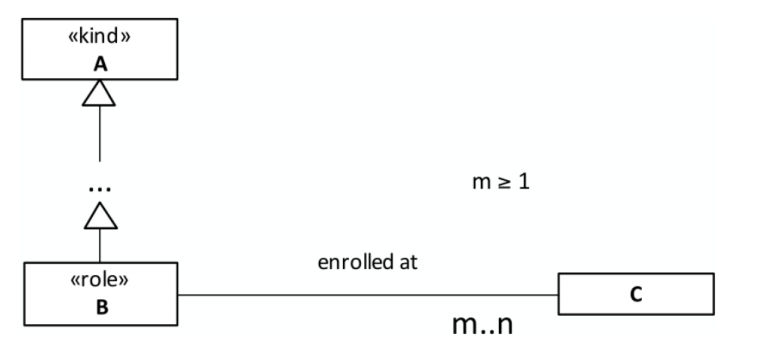 «kind»
A
...
m ≥ 1
enrolled at
«role»
B
C
m..n